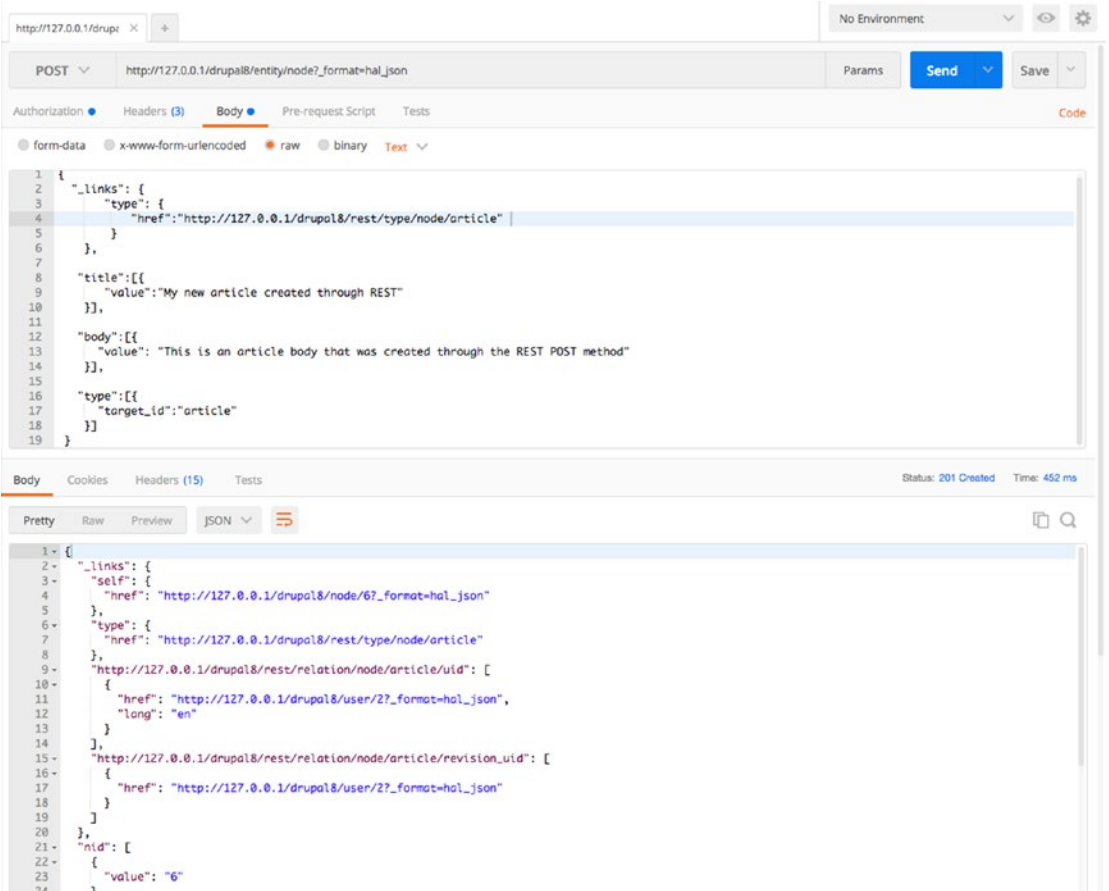 http://127.0.0.1/drupa × +
No Environment
POST http://127.0.0.1/drupal8/entity/node?_format=hal_json Params Send Save
Authorization Headers (3) Body Pre-request Script Tests Code
form-data x-www-form-urlencoded raw binary Text
1 {
2 "_links": {
3 "type": {
4 "href":"http://127.0.0.1/drupal8/rest/type/node/article"
5 }
6 },
7
8 "title":[{
9 "value":"My new article created through REST"
10 }],
11
12 "body":[{
13 "value": "This is an article body that was created through the REST POST method"
14 }],
15
16 "type":[{
17 "target_id":"article"
18 }]
19 }
Body Cookies Headers (15) Tests Status: 201 Created Time: 452 ms
Pretty Raw Preview JSON
1 {
2 "_links": {
3 "self": {
4 "href": "http://127.0.0.1/drupal8/node/6?_format=hal_json"
5 },
6 "type": {
7 "href": "http://127.0.0.1/drupal8/rest/type/node/article"
8 },
9 "http://127.0.0.1/drupal8/rest/relation/node/article/uid": [
10 {
11 "href": "http://127.0.0.1/drupal8/user/2?_format=hal_json",
12 "lang": "en"
13 }
14 ],
15 "http://127.0.0.1/drupal8/rest/relation/node/article/revision_uid": [
16 {
17 "href": "http://127.0.0.1/drupal8/user/2?_format=hal_json"
18 }
19 ]
20 },
21 "nid": [
22 {
23 "value": "6"
24 }